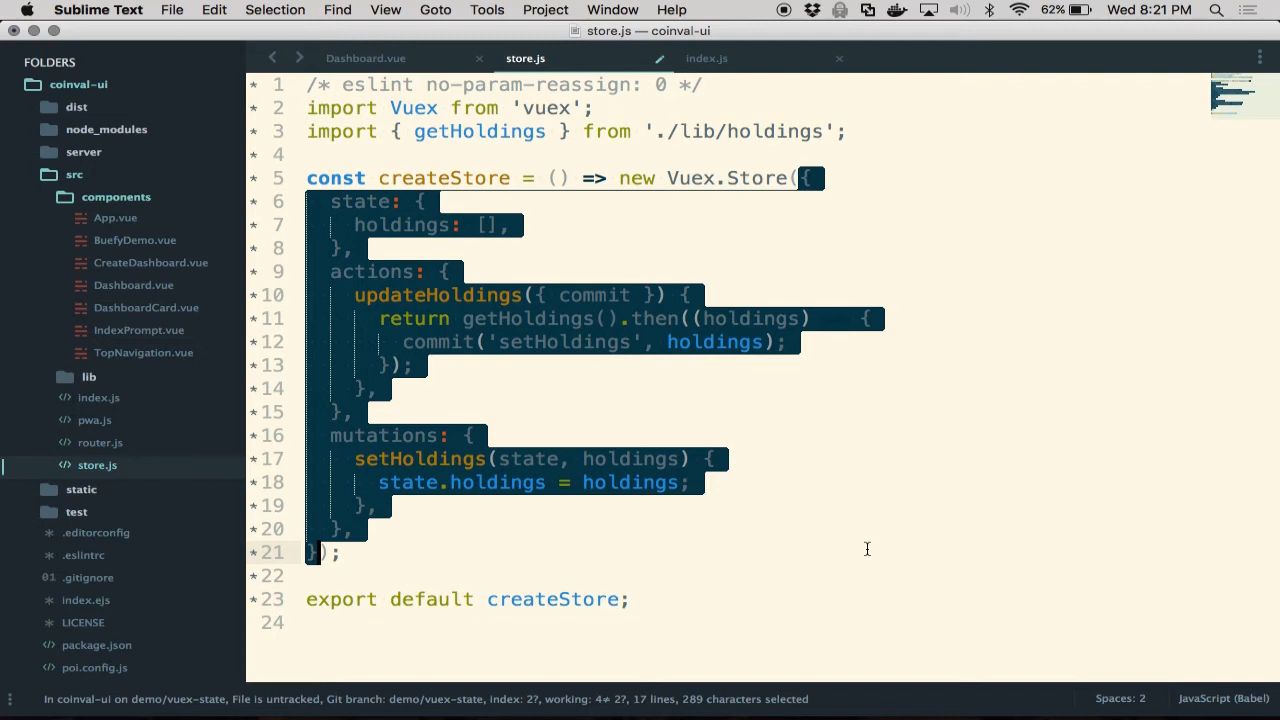 Sublime Text File Edit Selection Find View Goto Tools Project Window Help 62% Wed 8:21 PM
store.js — coinval-ui
FOLDERS
coinval-ui
dist
node_modules
server
src
components
App.vue
BuefyDemo.vue
CreateDashboard.vue
Dashboard.vue
DashboardCard.vue
IndexPrompt.vue
TopNavigation.vue
lib
index.js
pwa.js
router.js
store.js
static
test
.editorconfig
.eslintrc
.gitignore
index.ejs
LICENSE
package.json
poi.config.js
Dashboard.vue × store.js index.js ×
* 1 /* eslint no-param-reassign: 0 */
* 2 import Vuex from 'vuex';
* 3 import { getHoldings } from './lib/holdings';
* 4
* 5 const createStore = () => new Vuex.Store({
* 6 state: {
* 7 holdings: [],
* 8 },
* 9 actions: {
* 10 updateHoldings({ commit }) {
* 11 return getHoldings().then((holdings) {
* 12 commit('setHoldings', holdings);
* 13 });
* 14 },
* 15 },
* 16 mutations: {
* 17 setHoldings(state, holdings) {
* 18 state.holdings = holdings;
* 19 },
* 20 },
* 21 });
* 22
* 23 export default createStore;
24
In coinval-ui on demo/vuex-state, File is untracked, Git branch: demo/vuex-state, index: 2?, working: 4≠ 2?, 17 lines, 289 characters selected Spaces: 2 JavaScript (Babel)